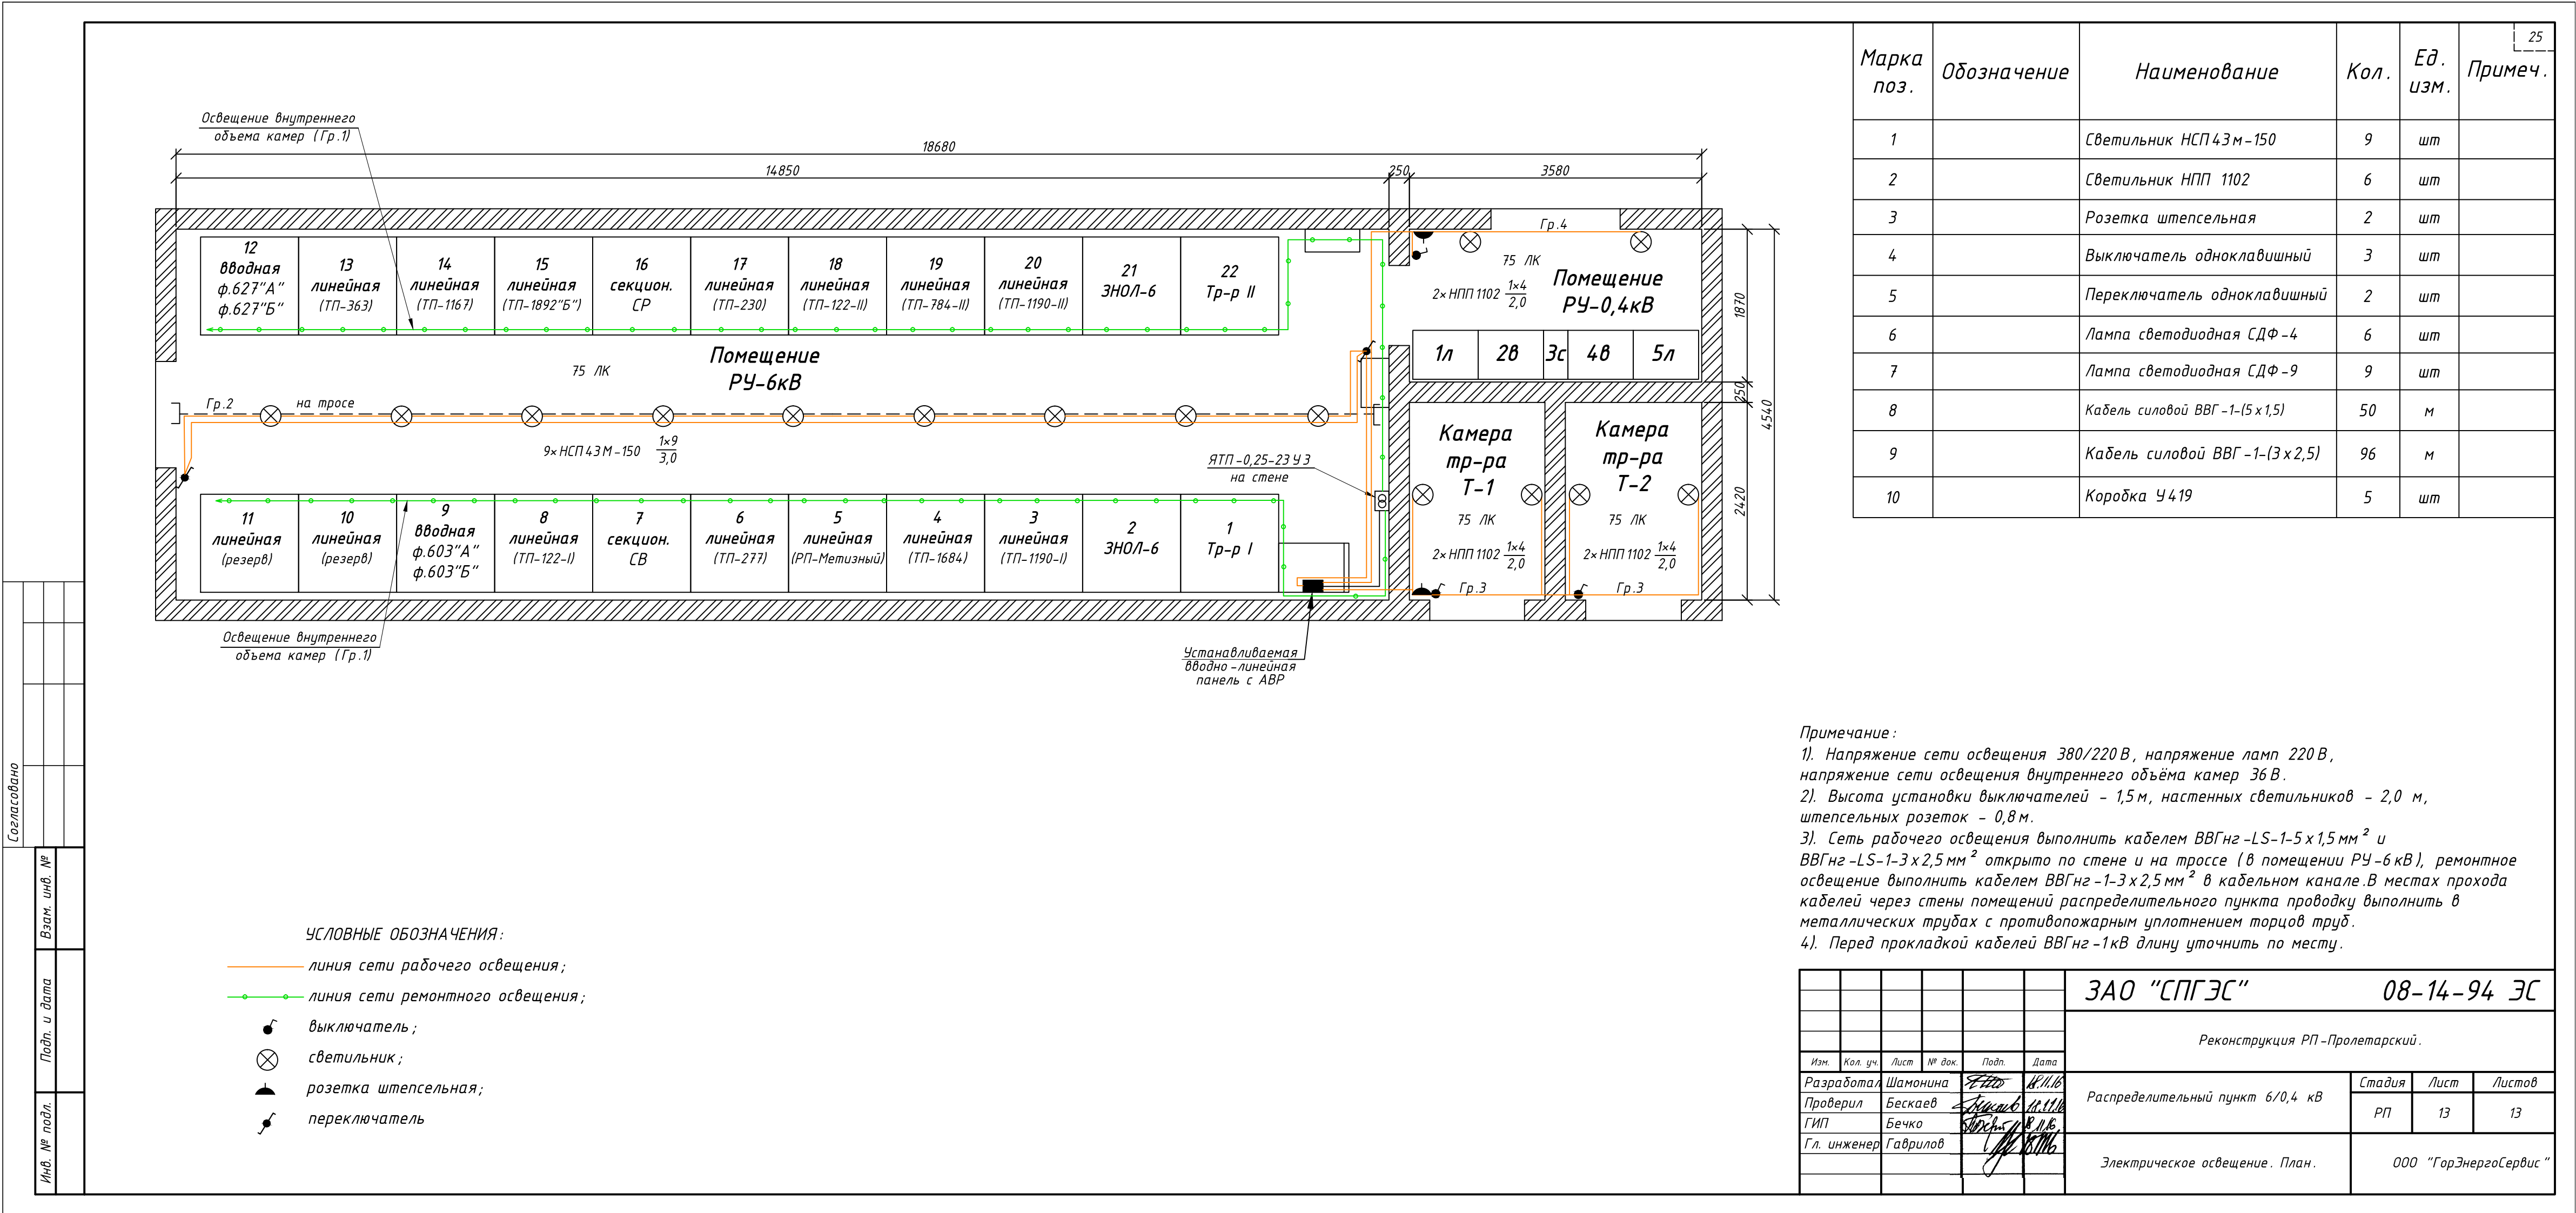 25
Марка поз. Обозначение Наименование Кол. Ед. изм. Примеч.
1 Светильник НСП 43м-150 9 шт
2 Светильник НПП 1102 6 шт
3 Розетка штепсельная 2 шт
4 Выключатель одноклавишный 3 шт
5 Переключатель одноклавишный 2 шт
6 Лампа светодиодная СДФ-4 6 шт
7 Лампа светодиодная СДФ-9 9 шт
8 Кабель силовой ВВГ-1-(5х1,5) 50 м
9 Кабель силовой ВВГ-1-(3х2,5) 96 м
10 Коробка У419 5 шт
Освещение внутреннего
объема камер (Гр.1)
18680
14850 250 3580
12
вводная
ф.627"А"
ф.627"Б"
13
линейная
(ТП-363)
14
линейная
(ТП-1167)
15
линейная
(ТП-1892"Б")
16
секцион.
СР
17
линейная
(ТП-230)
18
линейная
(ТП-122-II)
19
линейная
(ТП-784-II)
20
линейная
(ТП-1190-II)
21
ЗНОЛ-6
22
Тр-р II
Гр.4
75 ЛК
2×НПП 1102 1×4
2,0
Помещение
РУ-0,4кВ
1л 2в 3с 4в 5л
1870
250
4540
2420
Помещение
РУ-6кВ
75 ЛК
Гр.2 на тросе
9×НСП 43М-150 1×9
3,0
ЯТП-0,25-23 У3
на стене
Камера
тр-ра
Т-1
75 ЛК
2×НПП 1102 1×4
2,0
Гр.3
Камера
тр-ра
Т-2
75 ЛК
2×НПП 1102 1×4
2,0
Гр.3
11
линейная
(резерв)
10
линейная
(резерв)
9
вводная
ф.603"А"
ф.603"Б"
8
линейная
(ТП-122-I)
7
секцион.
СВ
6
линейная
(ТП-277)
5
линейная
(РП-Метизный)
4
линейная
(ТП-1684)
3
линейная
(ТП-1190-I)
2
ЗНОЛ-6
1
Тр-р I
Освещение внутреннего
объема камер (Гр.1)
Устанавливаемая
вводно-линейная
панель с АВР
Примечание:
1). Напряжение сети освещения 380/220В, напряжение ламп 220В,
напряжение сети освещения внутреннего объёма камер 36В.
2). Высота установки выключателей - 1,5м, настенных светильников - 2,0 м,
штепсельных розеток - 0,8м.
3). Сеть рабочего освещения выполнить кабелем ВВГнг-LS-1-5х1,5мм² и
ВВГнг-LS-1-3х2,5мм² открыто по стене и на троссе (в помещении РУ-6кВ), ремонтное
освещение выполнить кабелем ВВГнг-1-3х2,5мм² в кабельном канале.В местах прохода
кабелей через стены помещений распределительного пункта проводку выполнить в
металлических трубах с противопожарным уплотнением торцов труб.
4). Перед прокладкой кабелей ВВГнг-1кВ длину уточнить по месту.
УСЛОВНЫЕ ОБОЗНАЧЕНИЯ:
линия сети рабочего освещения;
линия сети ремонтного освещения;
выключатель;
светильник;
розетка штепсельная;
переключатель
Согласовано
Взам. инв. №
Подп. и дата
Инв. № подл.
ЗАО "СПГЭС" 08-14-94 ЭС
Реконструкция РП-Пролетарский.
Изм. Кол. уч. Лист № док. Подп. Дата
Разработал Шамонина 18.11.16
Проверил Бескаев 18.11.16
ГИП Бечко 18.11.16.
Гл. инженер Гаврилов
Распределительный пункт 6/0,4 кВ
Стадия Лист Листов
РП 13 13
Электрическое освещение. План.
ООО "ГорЭнергоСервис"